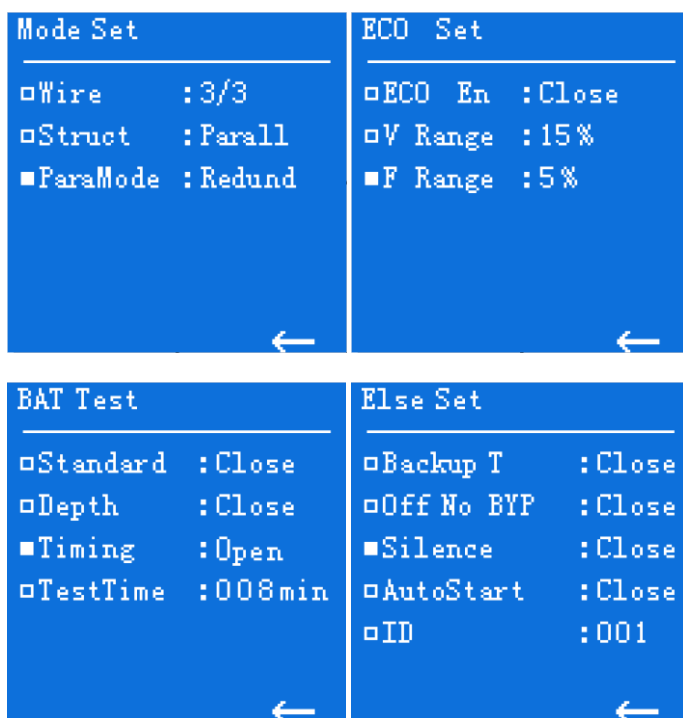 Mode Set
Wire :3/3
Struct :Parall
ParaMode :Redund
ECO Set
ECO En :Close
V Range :15%
F Range :5%
BAT Test
Standard :Close
Depth :Close
Timing :Open
TestTime :008min
Else Set
Backup T :Close
Off No BYP :Close
Silence :Close
AutoStart :Close
ID :001